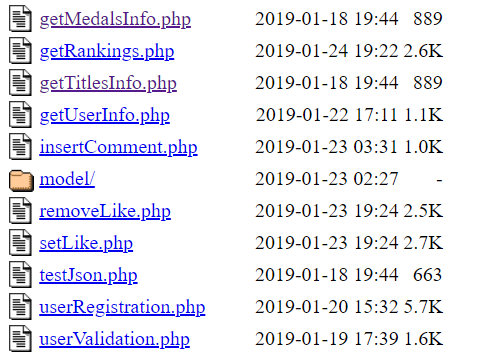 getMedalsInfo.php 2019-01-18 19:44 889
getRankings.php 2019-01-24 19:22 2.6K
getTitlesInfo.php 2019-01-18 19:44 889
getUserInfo.php 2019-01-22 17:11 1.1K
insertComment.php 2019-01-23 03:31 1.0K
model/ 2019-01-23 02:27 -
removeLike.php 2019-01-23 19:24 2.5K
setLike.php 2019-01-23 19:24 2.7K
testJson.php 2019-01-18 19:44 663
userRegistration.php 2019-01-20 15:32 5.7K
userValidation.php 2019-01-19 17:39 1.6K